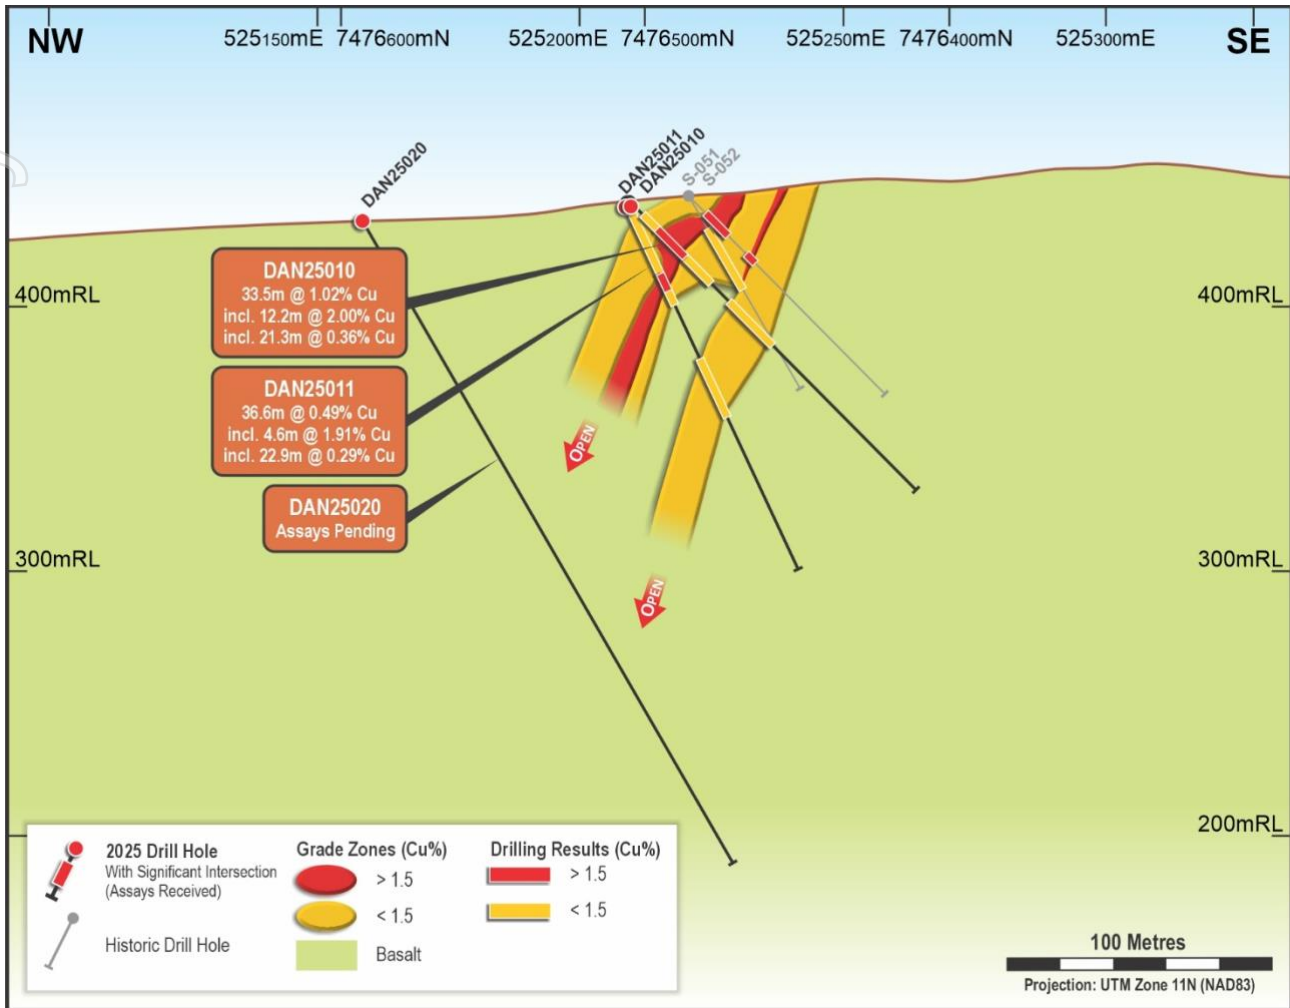 NW
525150mE 7476600mN
525200mE 7476500mN
525250mE 7476400mN
525300mE
SE
DAN25020
DAN25011
DAN25010
S-051
S-052
400mRL
400mRL
DAN25010
33.5m @ 1.02% Cu
incl. 12.2m @ 2.00% Cu
incl. 21.3m @ 0.36% Cu
DAN25011
36.6m @ 0.49% Cu
incl. 4.6m @ 1.91% Cu
incl. 22.9m @ 0.29% Cu
DAN25020
Assays Pending
OPEN
OPEN
300mRL
300mRL
200mRL
2025 Drill Hole
With Significant Intersection
(Assays Received)
Historic Drill Hole
Grade Zones (Cu%)
> 1.5
< 1.5
Basalt
Drilling Results (Cu%)
> 1.5
< 1.5
100 Metres
Projection: UTM Zone 11N (NAD83)